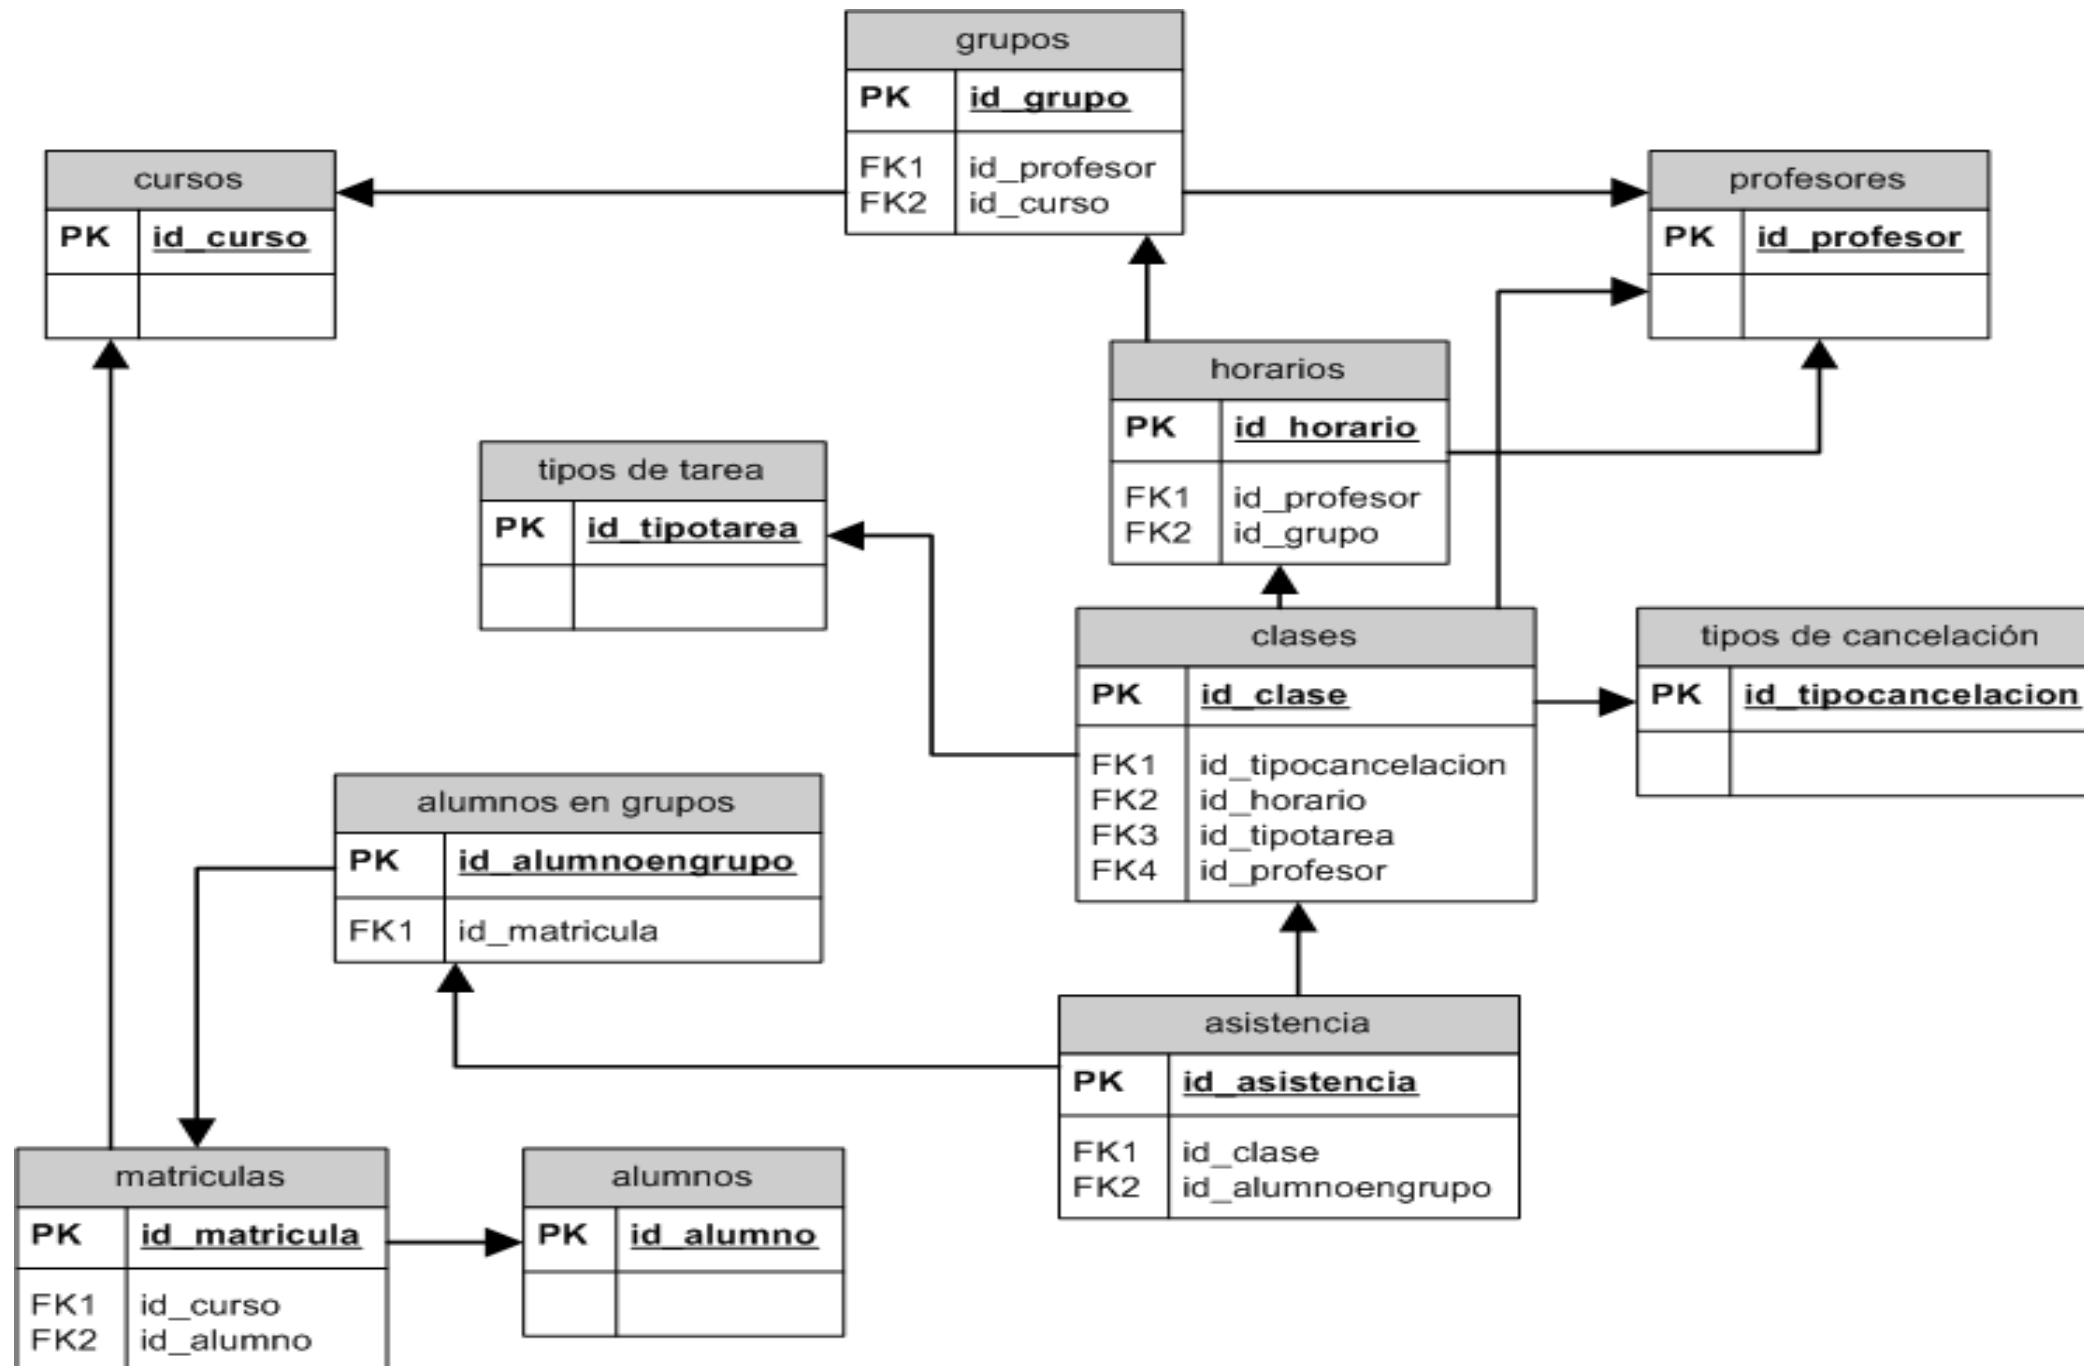 grupos
PK id_grupo
FK1 id_profesor
FK2 id_curso
cursos
PK id_curso
profesores
PK id_profesor
horarios
PK id_horario
FK1 id_profesor
FK2 id_grupo
tipos de tarea
PK id_tipotarea
clases
PK id_clase
FK1 id_tipocancelacion
FK2 id_horario
FK3 id_tipotarea
FK4 id_profesor
tipos de cancelación
PK id_tipocancelacion
alumnos en grupos
PK id_alumnoengrupo
FK1 id_matricula
asistencia
PK id_asistencia
FK1 id_clase
FK2 id_alumnoengrupo
matriculas
PK id_matricula
FK1 id_curso
FK2 id_alumno
alumnos
PK id_alumno